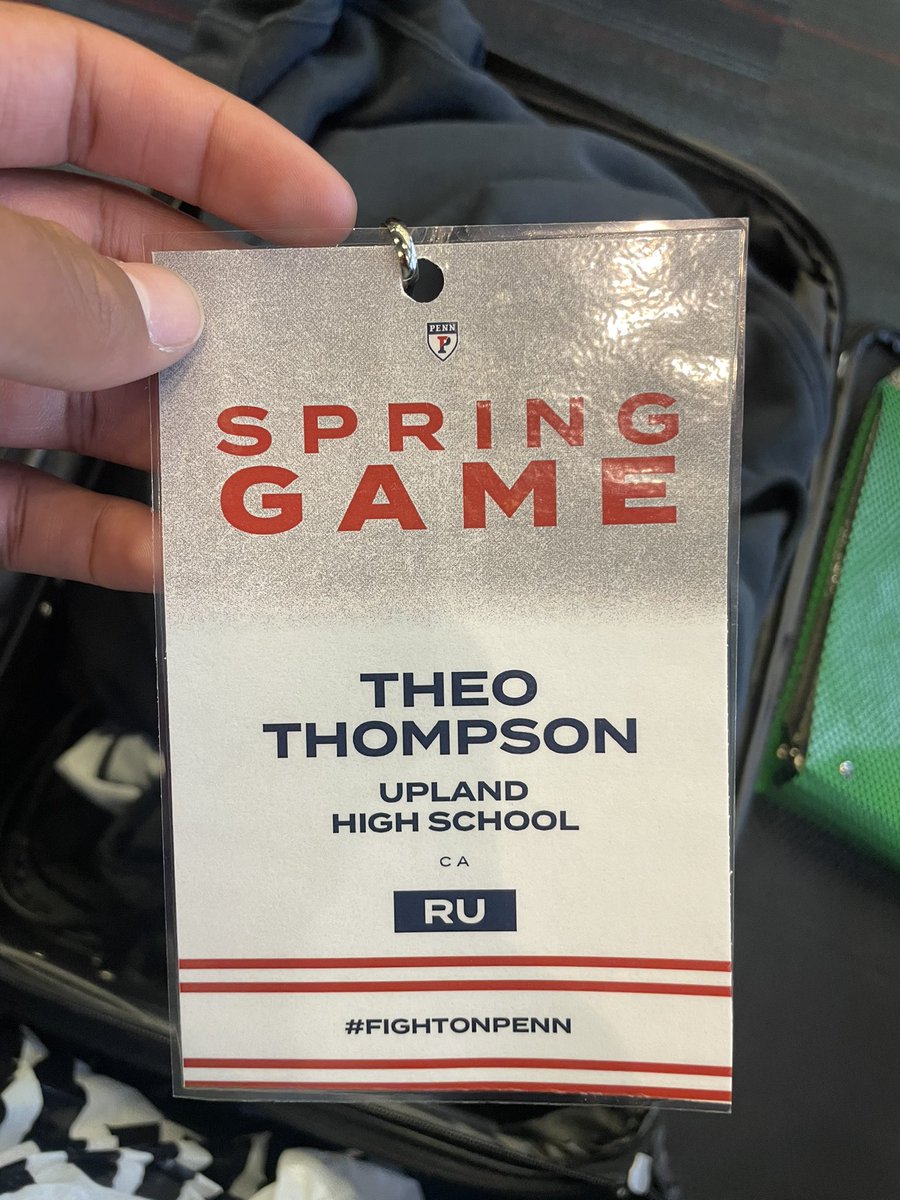 PENN
P
SPRING
GAME
THEO
THOMPSON
UPLAND
HIGH SCHOOL
CA
RU
#FIGHTONPENN